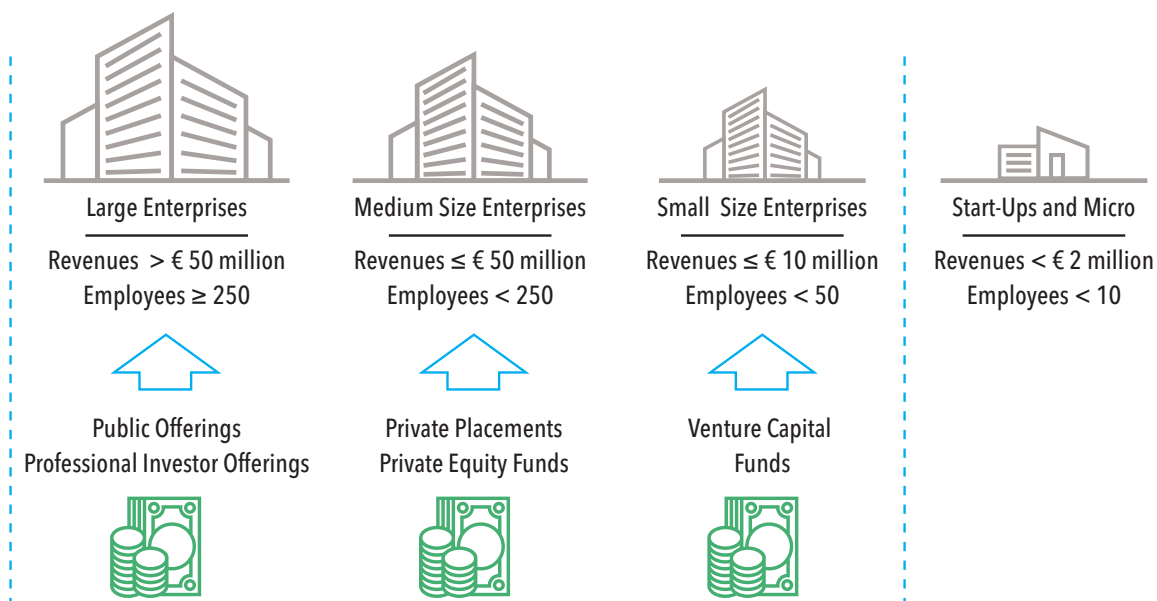 Large Enterprises
Revenues > € 50 million
Employees ≥ 250
Public Offerings
Professional Investor Offerings
Medium Size Enterprises
Revenues ≤ € 50 million
Employees < 250
Private Placements
Private Equity Funds
Small Size Enterprises
Revenues ≤ € 10 million
Employees < 50
Venture Capital
Funds
Start-Ups and Micro
Revenues < € 2 million
Employees < 10